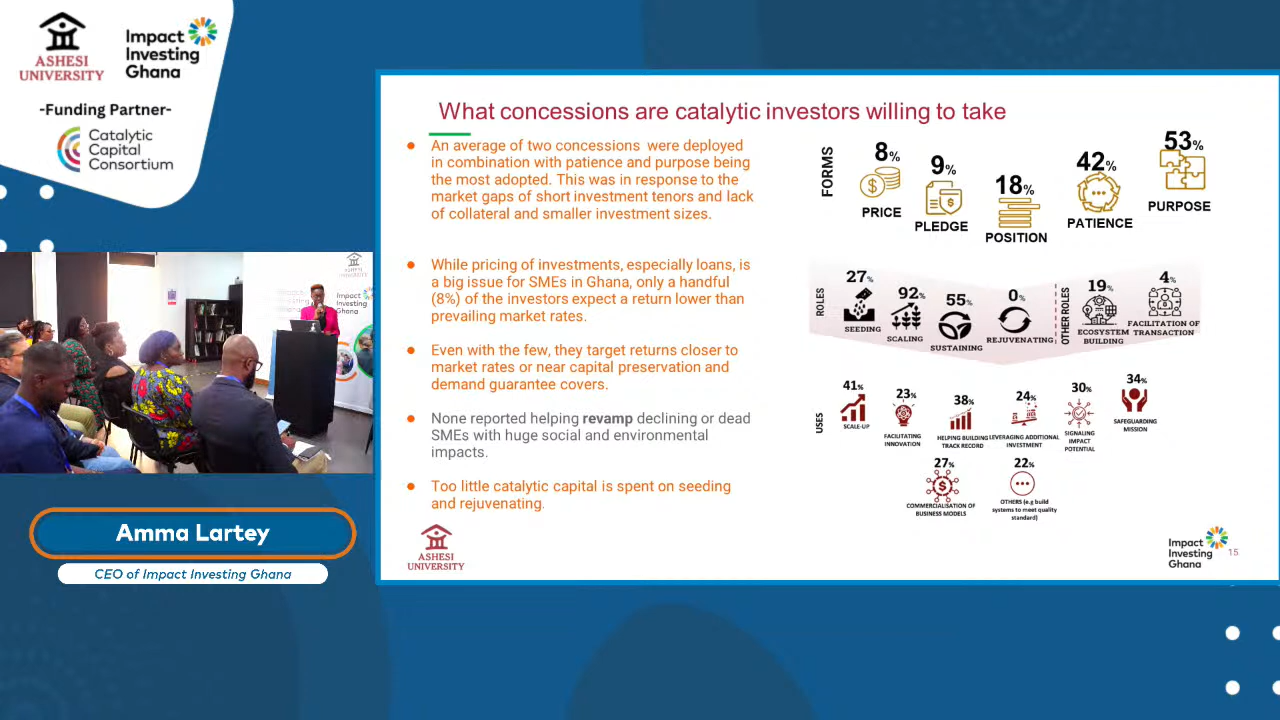 ASHESI
UNIVERSITY
Impact
Investing
Ghana
-Funding Partner-
Catalytic
Capital
Consortium
Amma Lartey
CEO of Impact Investing Ghana
What concessions are catalytic investors willing to take
● An average of two concessions were deployed
in combination with patience and purpose being
the most adopted. This was in response to the
market gaps of short investment tenors and lack
of collateral and smaller investment sizes.
● While pricing of investments, especially loans, is
a big issue for SMEs in Ghana, only a handful
(8%) of the investors expect a return lower than
prevailing market rates.
● Even with the few, they target returns closer to
market rates or near capital preservation and
demand guarantee covers.
● None reported helping revamp declining or dead
SMEs with huge social and environmental
impacts.
● Too little catalytic capital is spent on seeding
and rejuvenating.
FORMS
8%
PRICE
9%
PLEDGE
18%
POSITION
42%
PATIENCE
53%
PURPOSE
ROLES
27%
SEEDING
92%
SCALING
55%
SUSTAINING
0%
REJUVENATING
OTHER ROLES
19%
ECOSYSTEM
BUILDING
4%
FACILITATION OF
TRANSACTION
USES
41%
SCALE-UP
23%
FACILITATING
INNOVATION
38%
HELPING BUILDING
TRACK RECORD
24%
LEVERAGING ADDITIONAL
INVESTMENT
30%
SIGNALING
IMPACT
POTENTIAL
34%
SAFEGUARDING
MISSION
27%
COMMERCIALISATION OF
BUSINESS MODELS
22%
OTHERS (e.g build
systems to meet quality
standard)
ASHESI
UNIVERSITY
Impact
Investing
Ghana
15